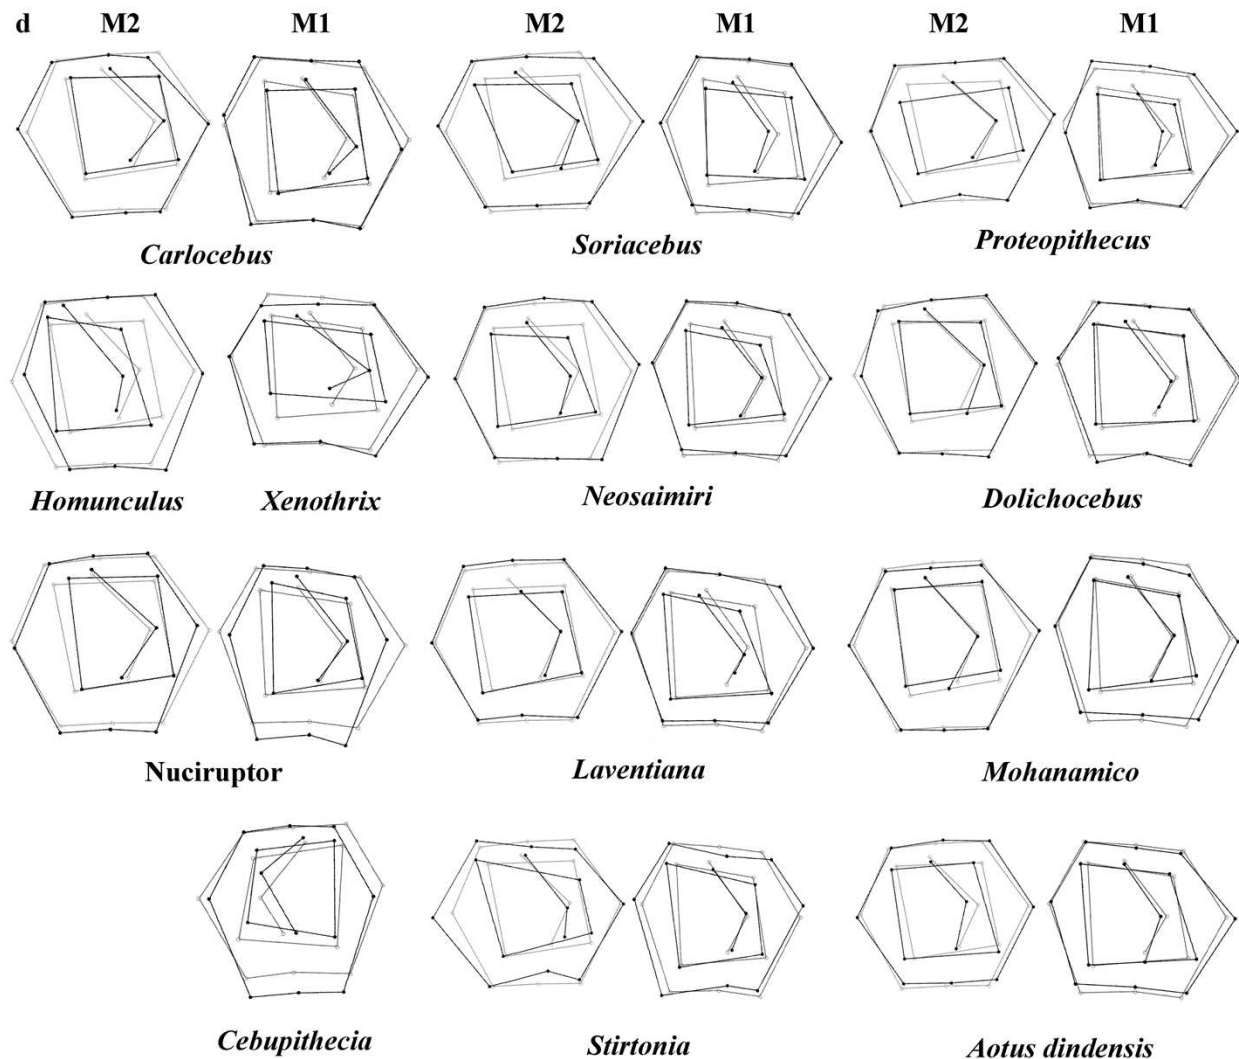 d M2 M1 M2 M1 M2 M1
Carlocebus Soriacebus Proteopithecus
Homunculus Xenothrix Neosaimiri Dolichocebus
Nuciruptor Laventiana Mohanamico
Cebupithecia Stirtonia Aotus dindensis